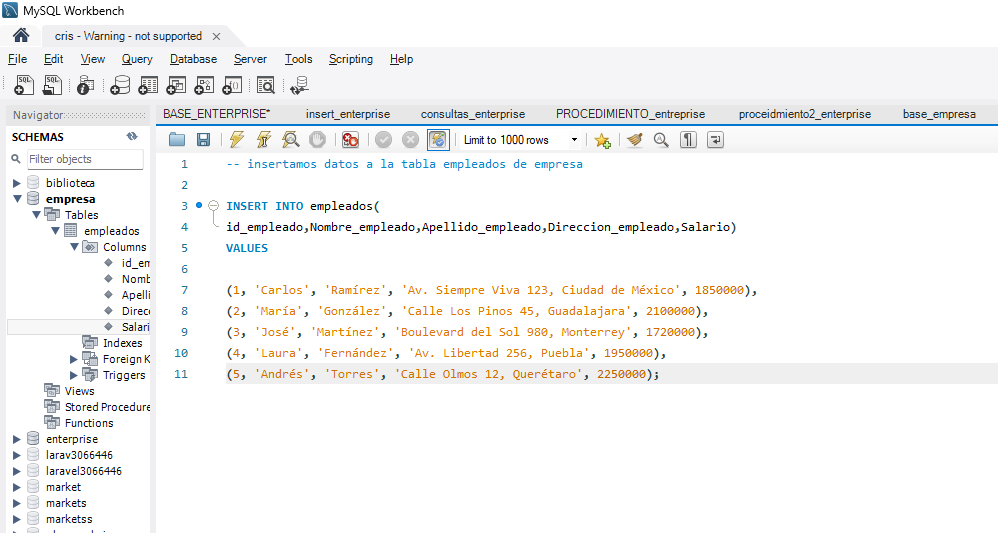 MySQL Workbench
cris - Warning - not supported
File Edit View Query Database Server Tools Scripting Help
Navigator
SCHEMAS
Filter objects
biblioteca
empresa
Tables
empleados
Columns
id_em
Nomb
Apelli
Direc
Salari
Indexes
Foreign K
Triggers
Views
Stored Procedure
Functions
enterprise
larav3066446
laravel3066446
market
markets
marketss
BASE_ENTERPRISE* insert_enterprise consultas_enterprise PROCEDIMIENTO_entreprise proceidmiento2_enterprise base_empresa
Limit to 1000 rows
1 -- insertamos datos a la tabla empleados de empresa
2
3 INSERT INTO empleados(
4 id_empleado,Nombre_empleado,Apellido_empleado,Direccion_empleado,Salario)
5 VALUES
6
7 (1, 'Carlos', 'Ramírez', 'Av. Siempre Viva 123, Ciudad de México', 1850000),
8 (2, 'María', 'González', 'Calle Los Pinos 45, Guadalajara', 2100000),
9 (3, 'José', 'Martínez', 'Boulevard del Sol 980, Monterrey', 1720000),
10 (4, 'Laura', 'Fernández', 'Av. Libertad 256, Puebla', 1950000),
11 (5, 'Andrés', 'Torres', 'Calle Olmos 12, Querétaro', 2250000);